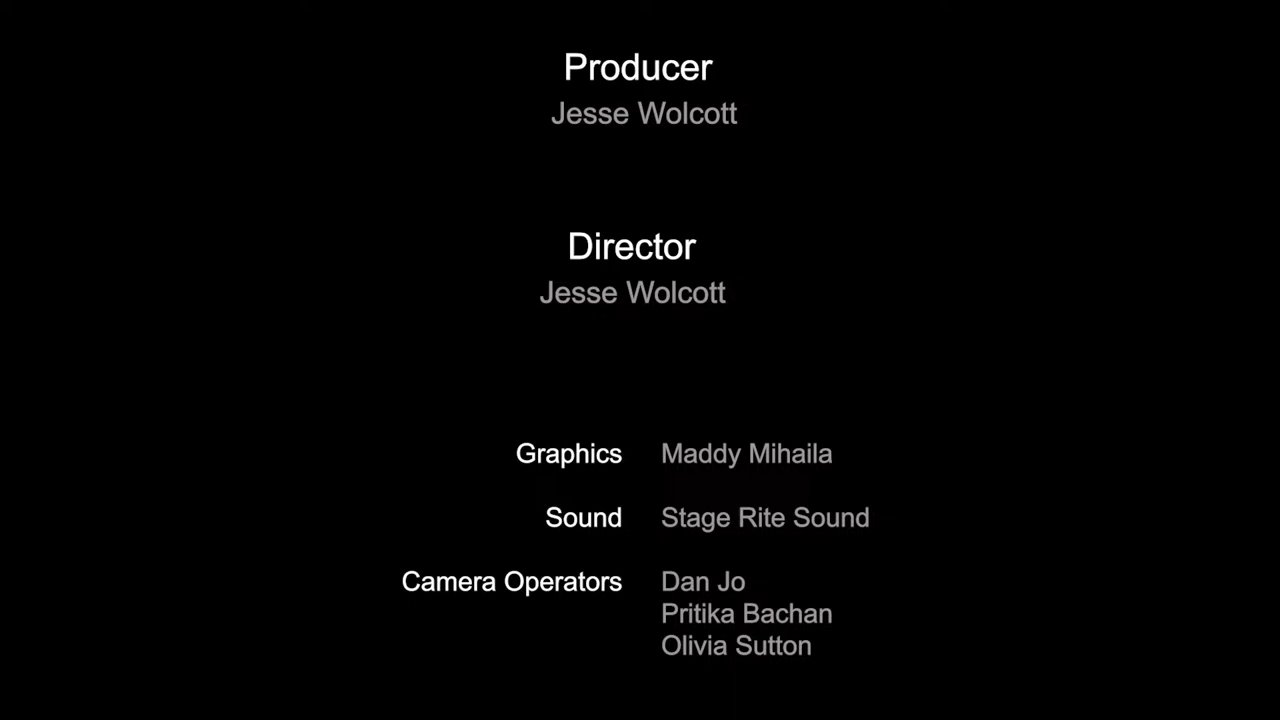 Producer
Jesse Wolcott
Director
Jesse Wolcott
Graphics Maddy Mihaila
Sound Stage Rite Sound
Camera Operators Dan Jo
Pritika Bachan
Olivia Sutton